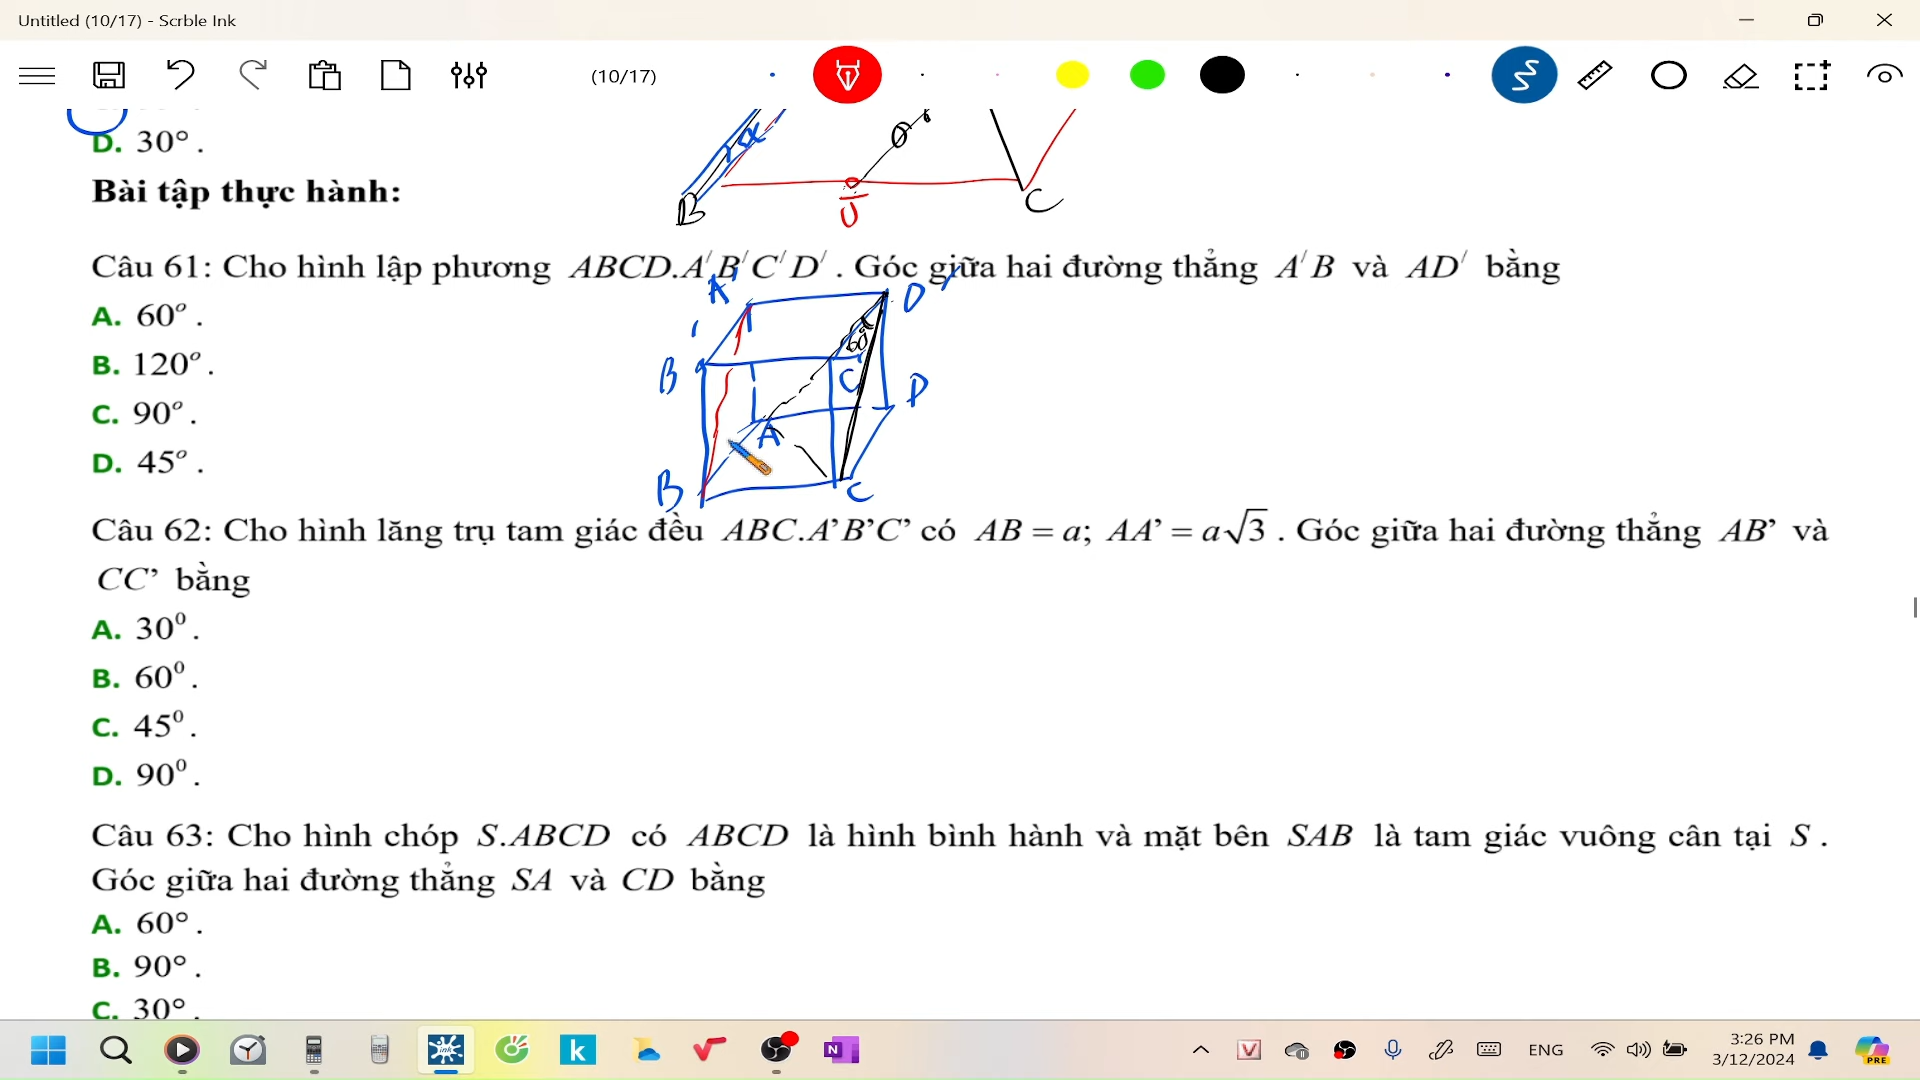 Untitled (10/17) - Scrble Ink
(10/17)
D. 30° .
B
U
C
Bài tập thực hành:
Câu 61: Cho hình lập phương ABCD.A'B'C'D' . Góc giữa hai đường thẳng A'B và AD' bằng
A. 60° .
B. 120° .
C. 90° .
D. 45° .
A'
D'
B'
60°
C'
D
A
B
C
Câu 62: Cho hình lăng trụ tam giác đều ABC.A’B’C’ có AB = a; AA’ = a√3 . Góc giữa hai đường thẳng AB’ và
CC’ bằng
A. 30⁰ .
B. 60⁰ .
C. 45⁰ .
D. 90⁰ .
Câu 63: Cho hình chóp S.ABCD có ABCD là hình bình hành và mặt bên SAB là tam giác vuông cân tại S .
Góc giữa hai đường thẳng SA và CD bằng
A. 60° .
B. 90° .
C. 30° .
ENG
3:26 PM
3/12/2024
PRE